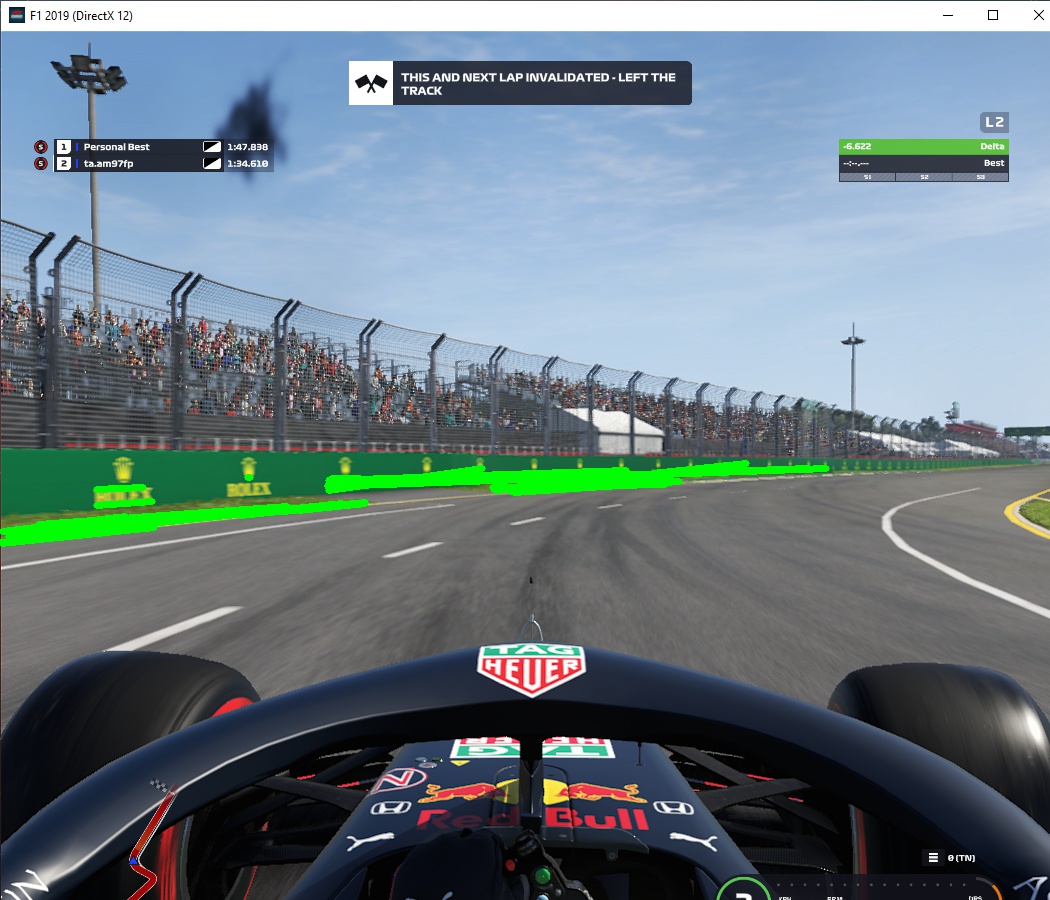 F1 2019 (DirectX 12)
THIS AND NEXT LAP INVALIDATED - LEFT THE
TRACK
L2
S 1 Personal Best 1:47.838
S 2 ta.am97fp 1:34.610
-6.622 Delta
--:--.--- Best
S1 S2 S3
ROLEX
ROLEX
TAG
HEUER
TAG
Red Bull
0 (TN)